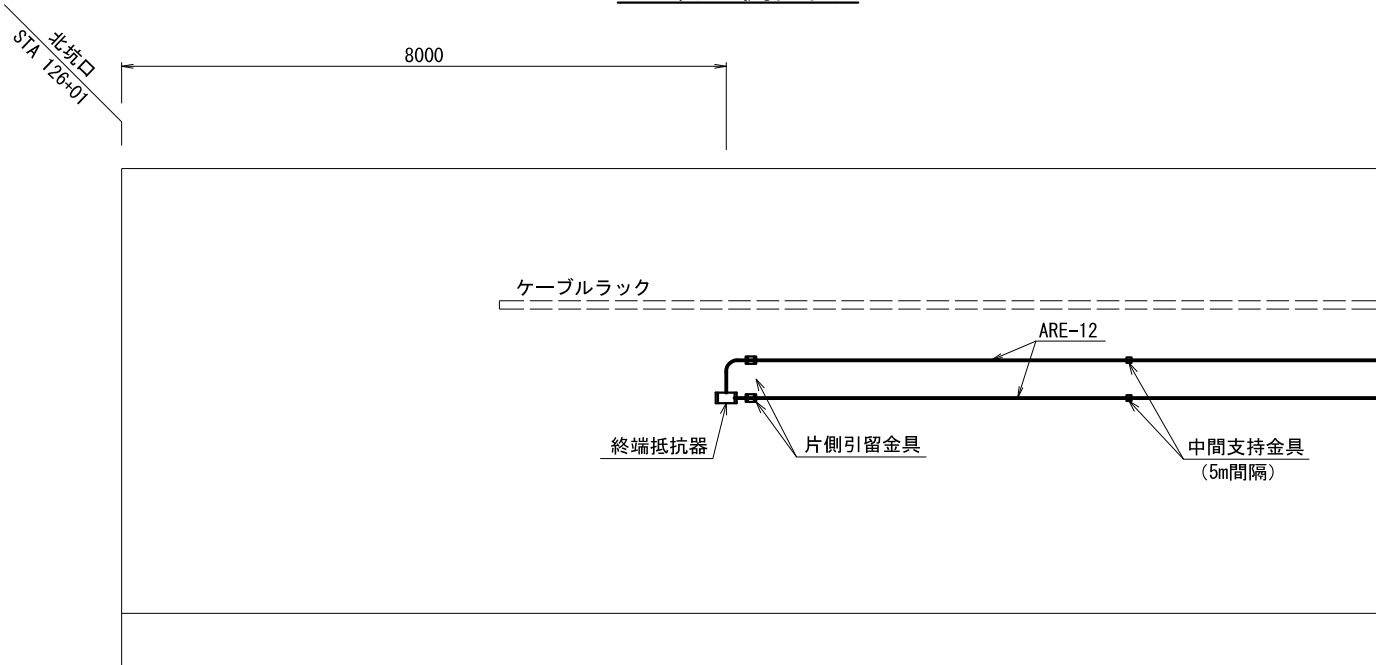 北坑口
STA 126+01
8000
ケーブルラック
ARE-12
終端抵抗器
片側引留金具
中間支持金具
(5m間隔)